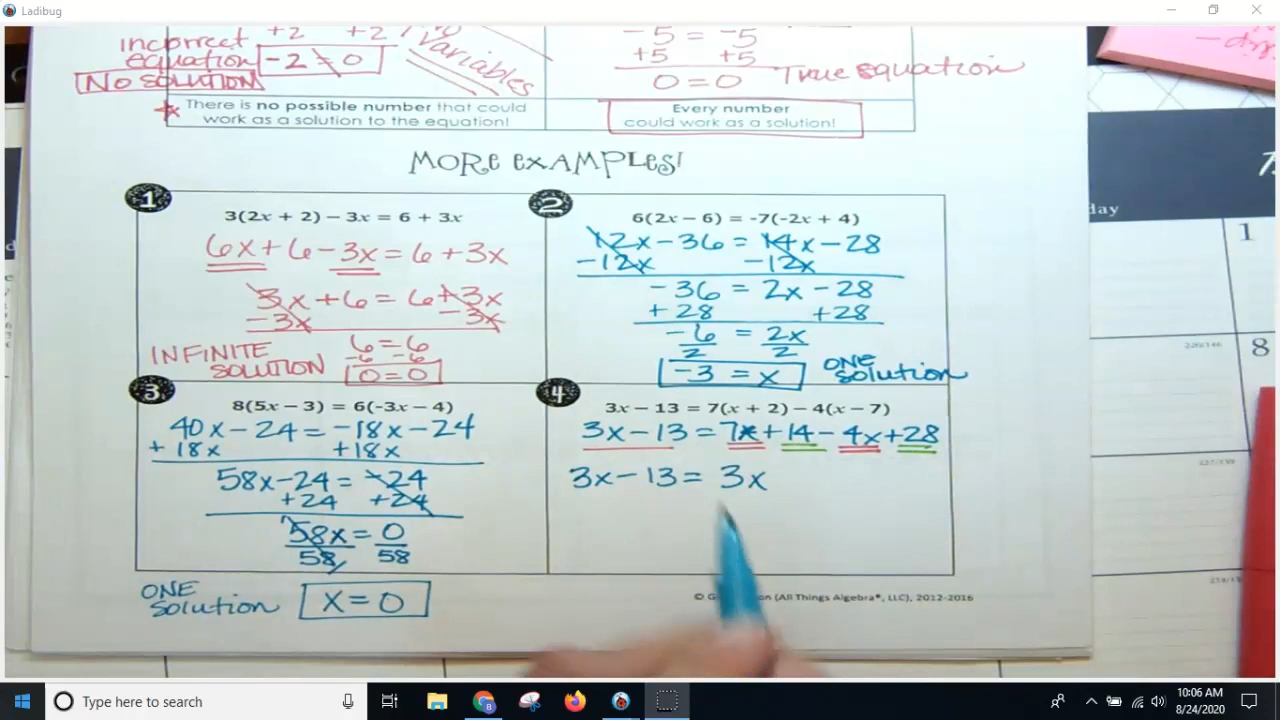 Ladibug
+2 +2
Incorrect equation
-2 = 0
Variables
No Solution
There is no possible number that could
work as a solution to the equation!
-5 = -5
+5 +5
0 = 0 True equation
Every number
could work as a solution!
MORE EXAMPLES!
1
3(2x + 2) – 3x = 6 + 3x
6x + 6 - 3x = 6 + 3x
3x + 6 = 6 + 3x
-3x -3x
6 = 6
-6 -6
0 = 0
INFINITE
SOLUTION
2
6(2x – 6) = -7(-2x + 4)
12x - 36 = 14x - 28
-12x -12x
-36 = 2x - 28
+28 +28
-6 = 2x
2 2
-3 = x
ONE
solution
3
8(5x – 3) = 6(-3x – 4)
40x - 24 = -18x - 24
+18x +18x
58x - 24 = -24
+24 +24
58x = 0
58 58
ONE
solution
x = 0
4
3x – 13 = 7(x + 2) – 4(x – 7)
3x - 13 = 7x + 14 - 4x + 28
3x - 13 = 3x
(All Things Algebra®, LLC), 2012-2016
day
1
8
Type here to search
10:06 AM
8/24/2020